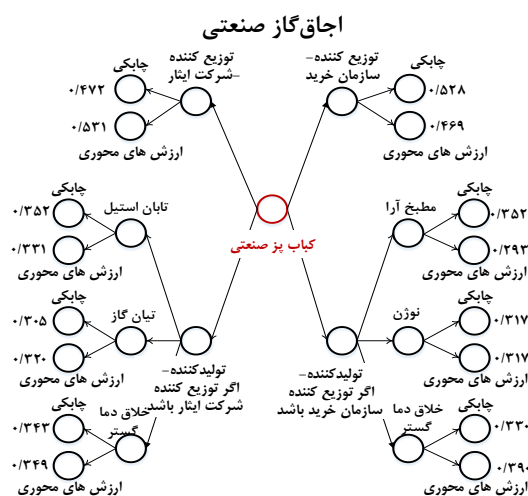 اجاق‌گاز صنعتی
توزیع کننده-
سازمان خرید
چابکی
۰/۵۲۸
۰/۴۶۹
ارزش های محوری
توزیع کننده
-شرکت ایثار
چابکی
۰/۴۷۲
۰/۵۳۱
ارزش های محوری
کباب پز صنعتی
مطبخ آرا
چابکی
۰/۳۵۲
۰/۲۹۳
ارزش های محوری
نوژن
چابکی
۰/۳۱۷
۰/۳۱۷
ارزش های محوری
تولیدکننده-
اگر توزیع کننده
سازمان خرید باشد
خلاق دما
گستر
چابکی
۰/۳۳۰
۰/۳۹۰
ارزش های محوری
تابان استیل
چابکی
۰/۳۵۲
۰/۳۳۱
ارزش های محوری
تیان گاز
چابکی
۰/۳۰۵
۰/۳۲۰
ارزش های محوری
تولیدکننده-
اگر توزیع کننده
شرکت ایثار باشد
خلاق دما
گستر
چابکی
۰/۳۴۳
۰/۳۴۹
ارزش های محوری